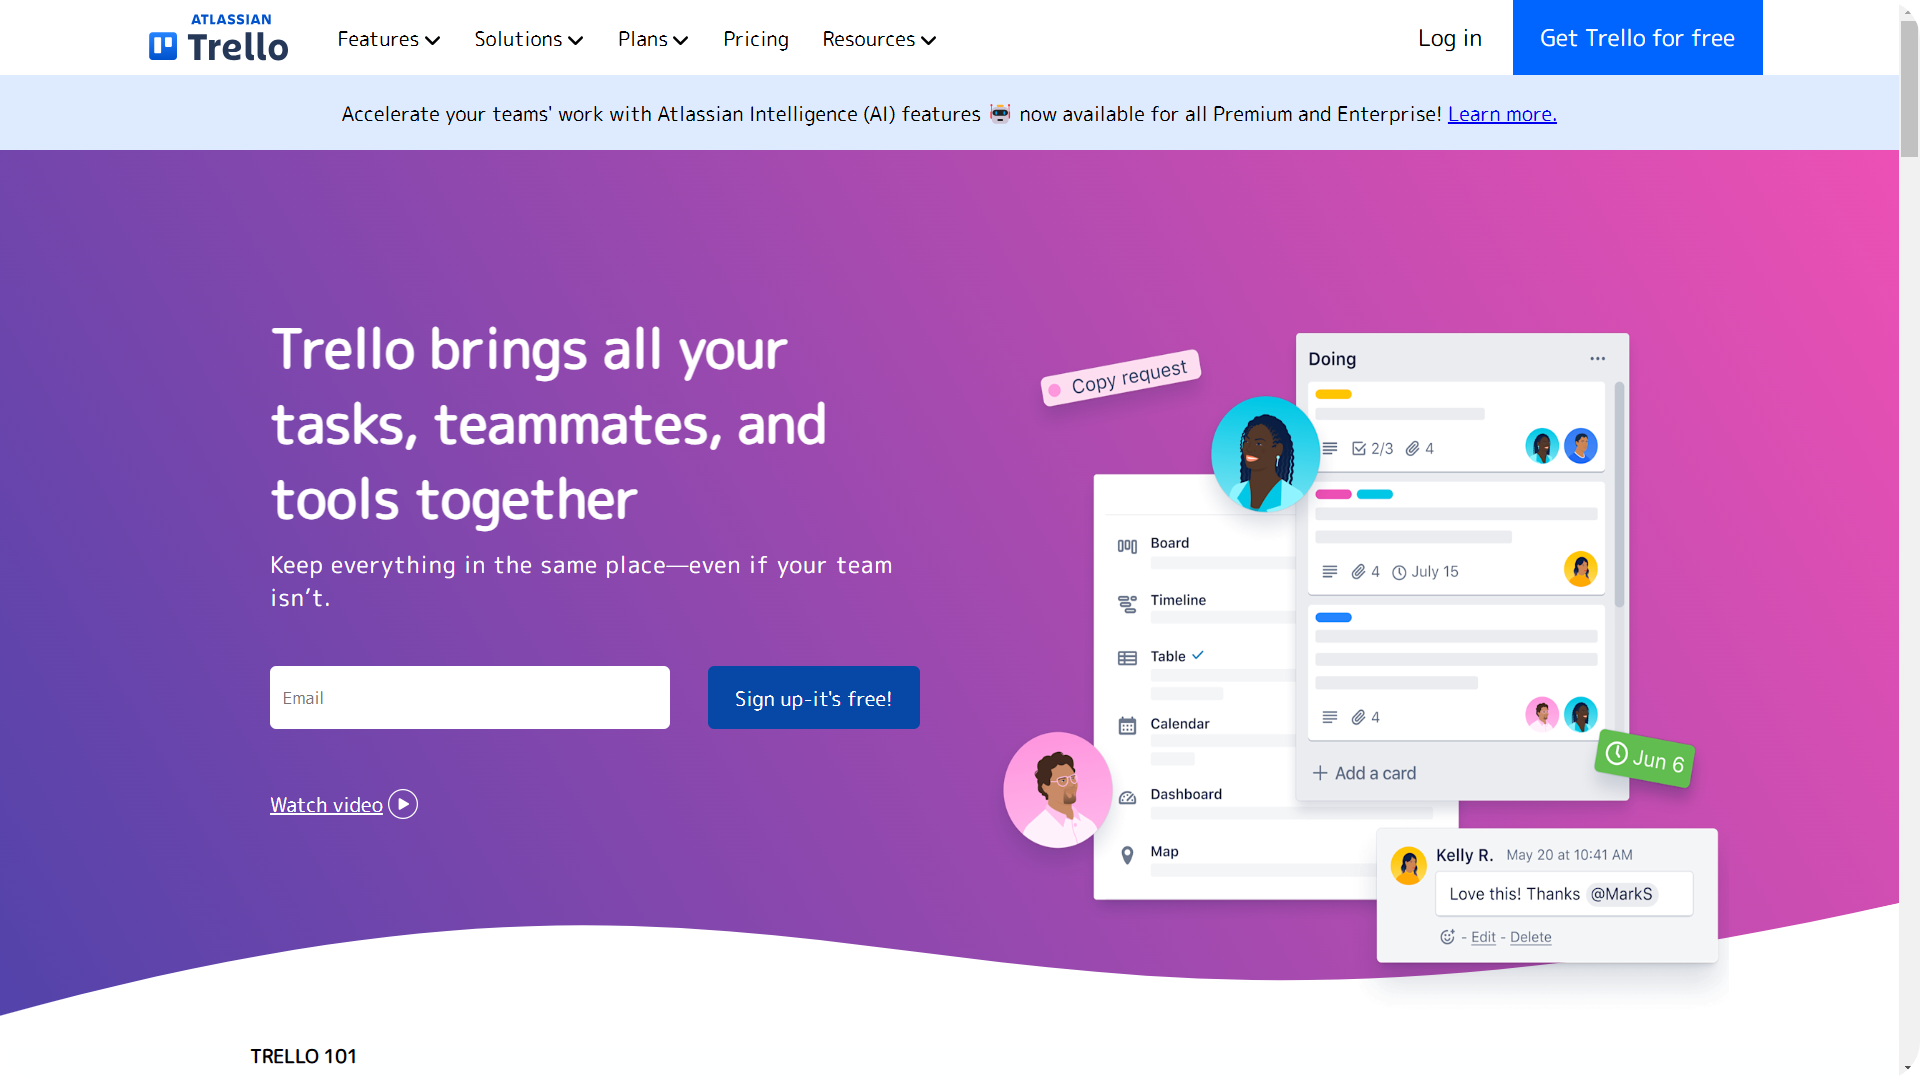 ATLASSIAN
Trello
Features
Solutions
Plans
Pricing
Resources
Log in
Get Trello for free
Accelerate your teams' work with Atlassian Intelligence (AI) features 🤖 now available for all Premium and Enterprise! Learn more.
Trello brings all your
tasks, teammates, and
tools together
Keep everything in the same place—even if your team
isn’t.
Email
Sign up-it's free!
Watch video
Copy request
Doing
2/3 4
4 July 15
4
Add a card
Jun 6
Board
Timeline
Table
Calendar
Dashboard
Map
Kelly R. May 20 at 10:41 AM
Love this! Thanks @MarkS
- Edit - Delete
TRELLO 101